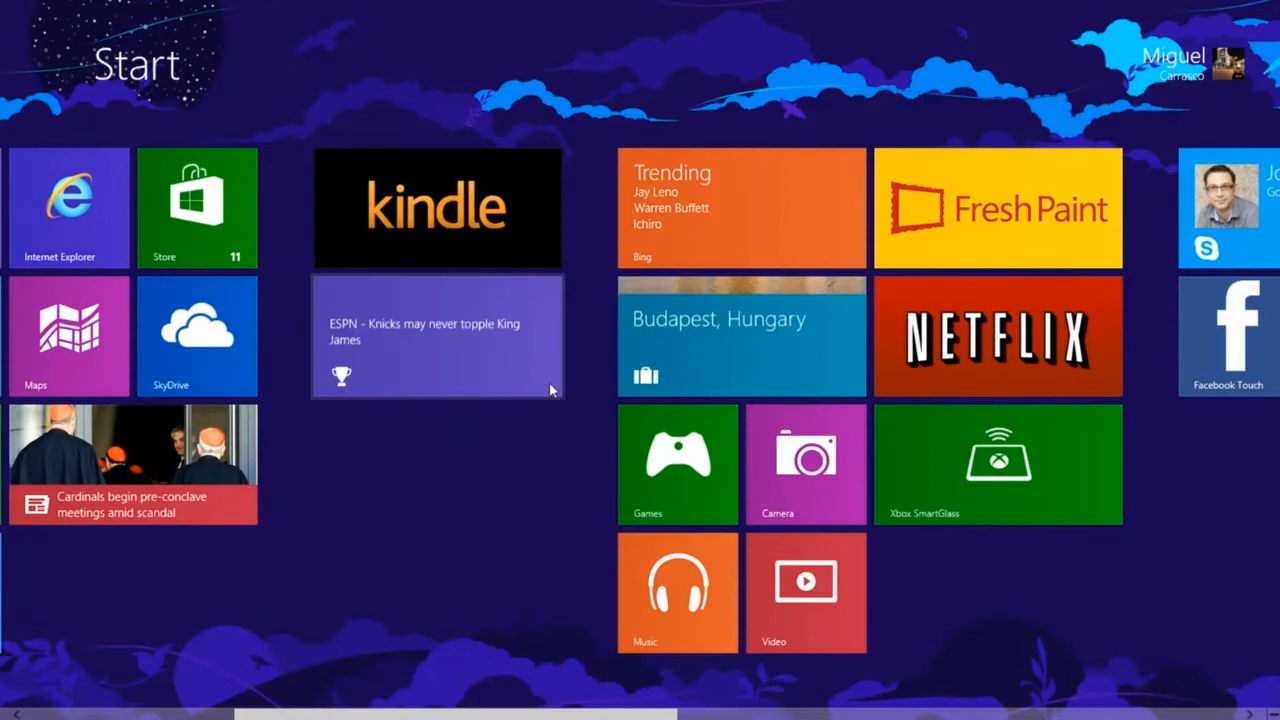 Start
Miguel
Carrasco
Internet Explorer
Store
11
Maps
SkyDrive
Cardinals begin pre-conclave
meetings amid scandal
kindle
ESPN - Knicks may never topple King
James
Trending
Jay Leno
Warren Buffett
Ichiro
Bing
Fresh Paint
Budapest, Hungary
NETFLIX
Games
Camera
Xbox SmartGlass
Music
Video
Facebook Touch